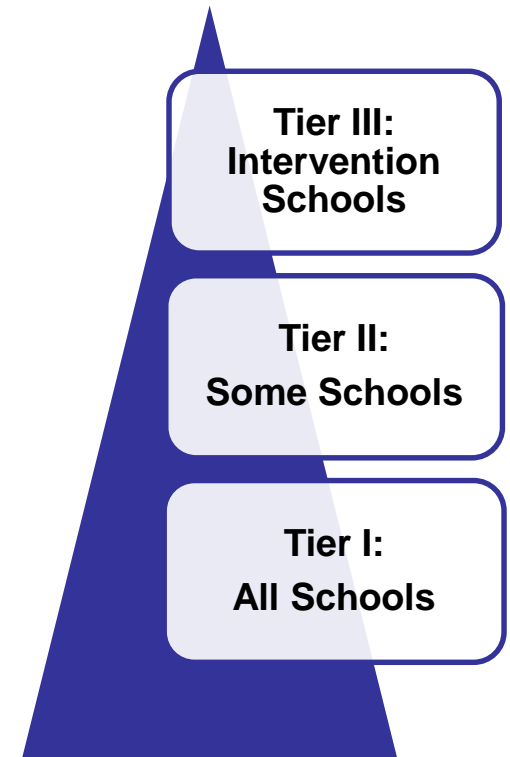 Tier III:
Intervention
Schools
Tier II:
Some Schools
Tier I:
All Schools